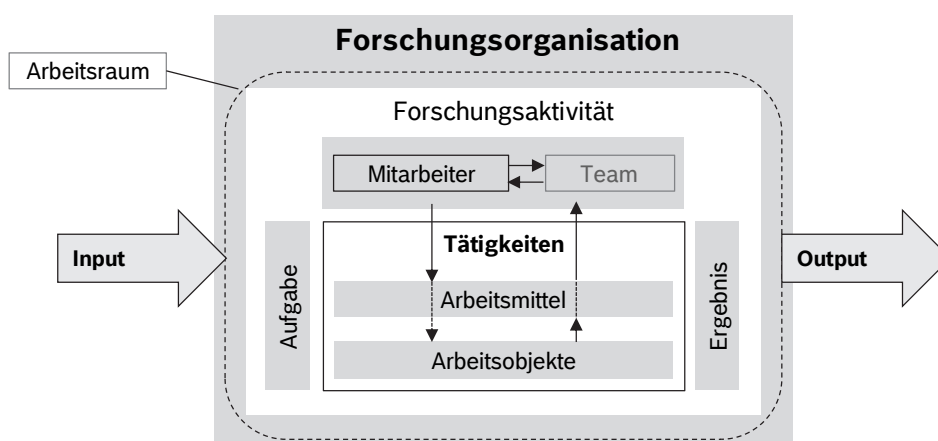 Forschungsorganisation
Arbeitsraum
Forschungsaktivität
Mitarbeiter
Team
Input
Aufgabe
Tätigkeiten
Arbeitsmittel
Arbeitsobjekte
Ergebnis
Output